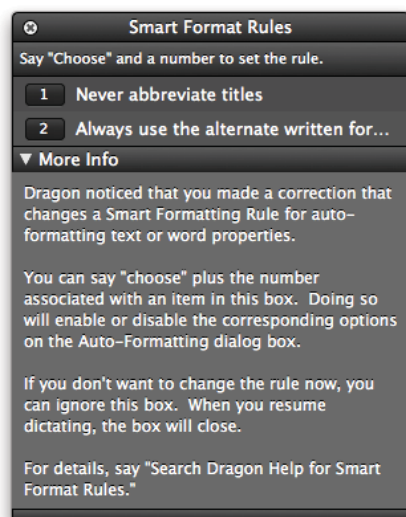 Smart Format Rules
Say "Choose" and a number to set the rule.
1 Never abbreviate titles
2 Always use the alternate written for...
▼ More Info
Dragon noticed that you made a correction that
changes a Smart Formatting Rule for auto-
formatting text or word properties.
You can say "choose" plus the number
associated with an item in this box.  Doing so
will enable or disable the corresponding options
on the Auto-Formatting dialog box.
If you don't want to change the rule now, you
can ignore this box.  When you resume
dictating, the box will close.
For details, say "Search Dragon Help for Smart
Format Rules."